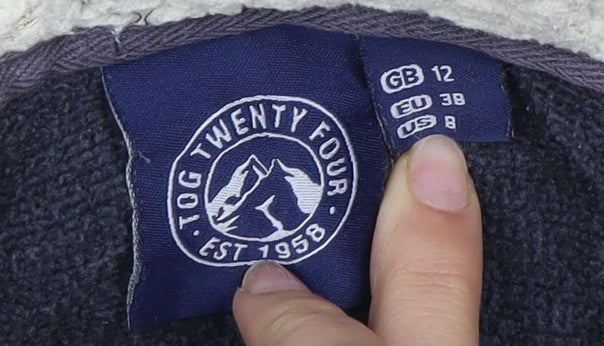 TOG TWENTY FOUR
· EST 1958 ·
GB 12
EU 38
US 8